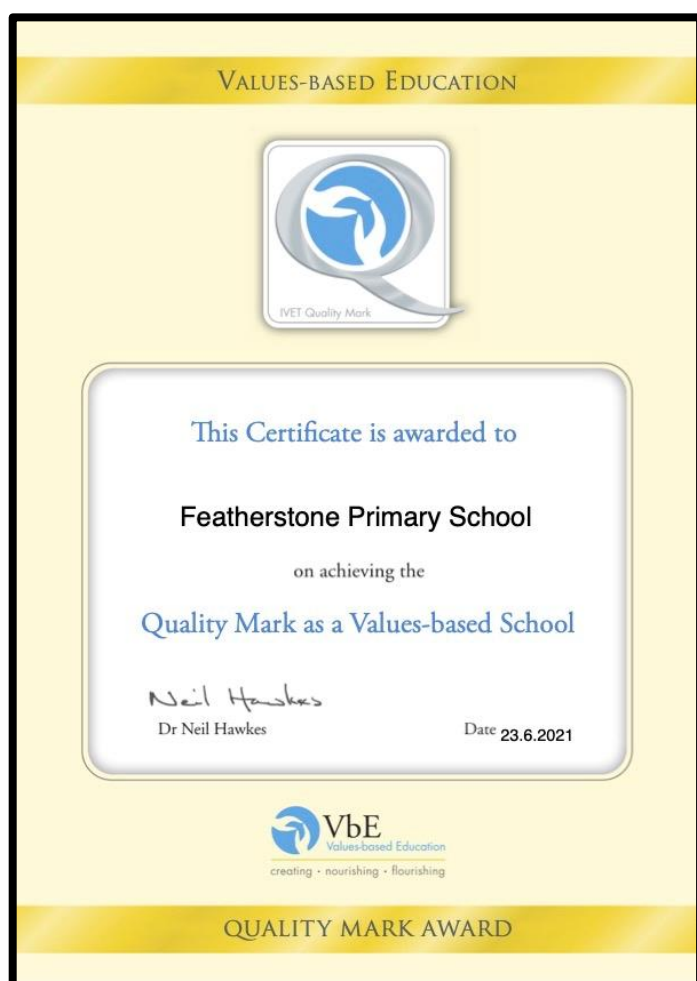 VALUES-BASED EDUCATION
IVET Quality Mark
This Certificate is awarded to
Featherstone Primary School
on achieving the
Quality Mark as a Values-based School
Neil Hawkes
Dr Neil Hawkes
Date 23.6.2021
VbE
Values-based Education
creating · nourishing · flourishing
QUALITY MARK AWARD